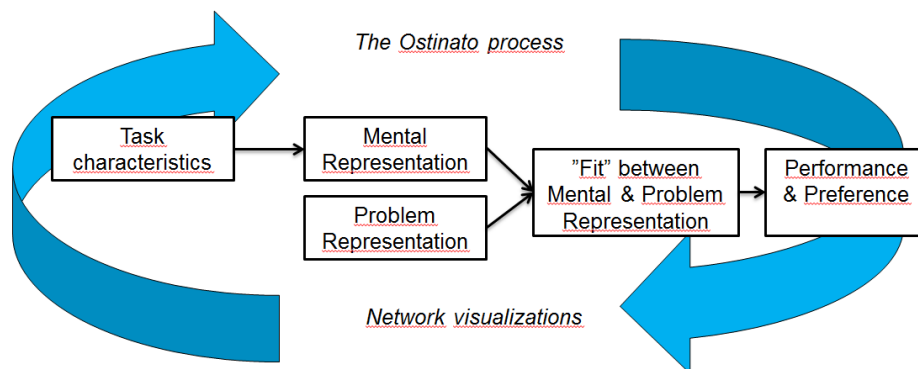 The Ostinato process
Task
characteristics
Mental
Representation
Problem
Representation
”Fit” between
Mental & Problem
Representation
Performance
& Preference
Network visualizations